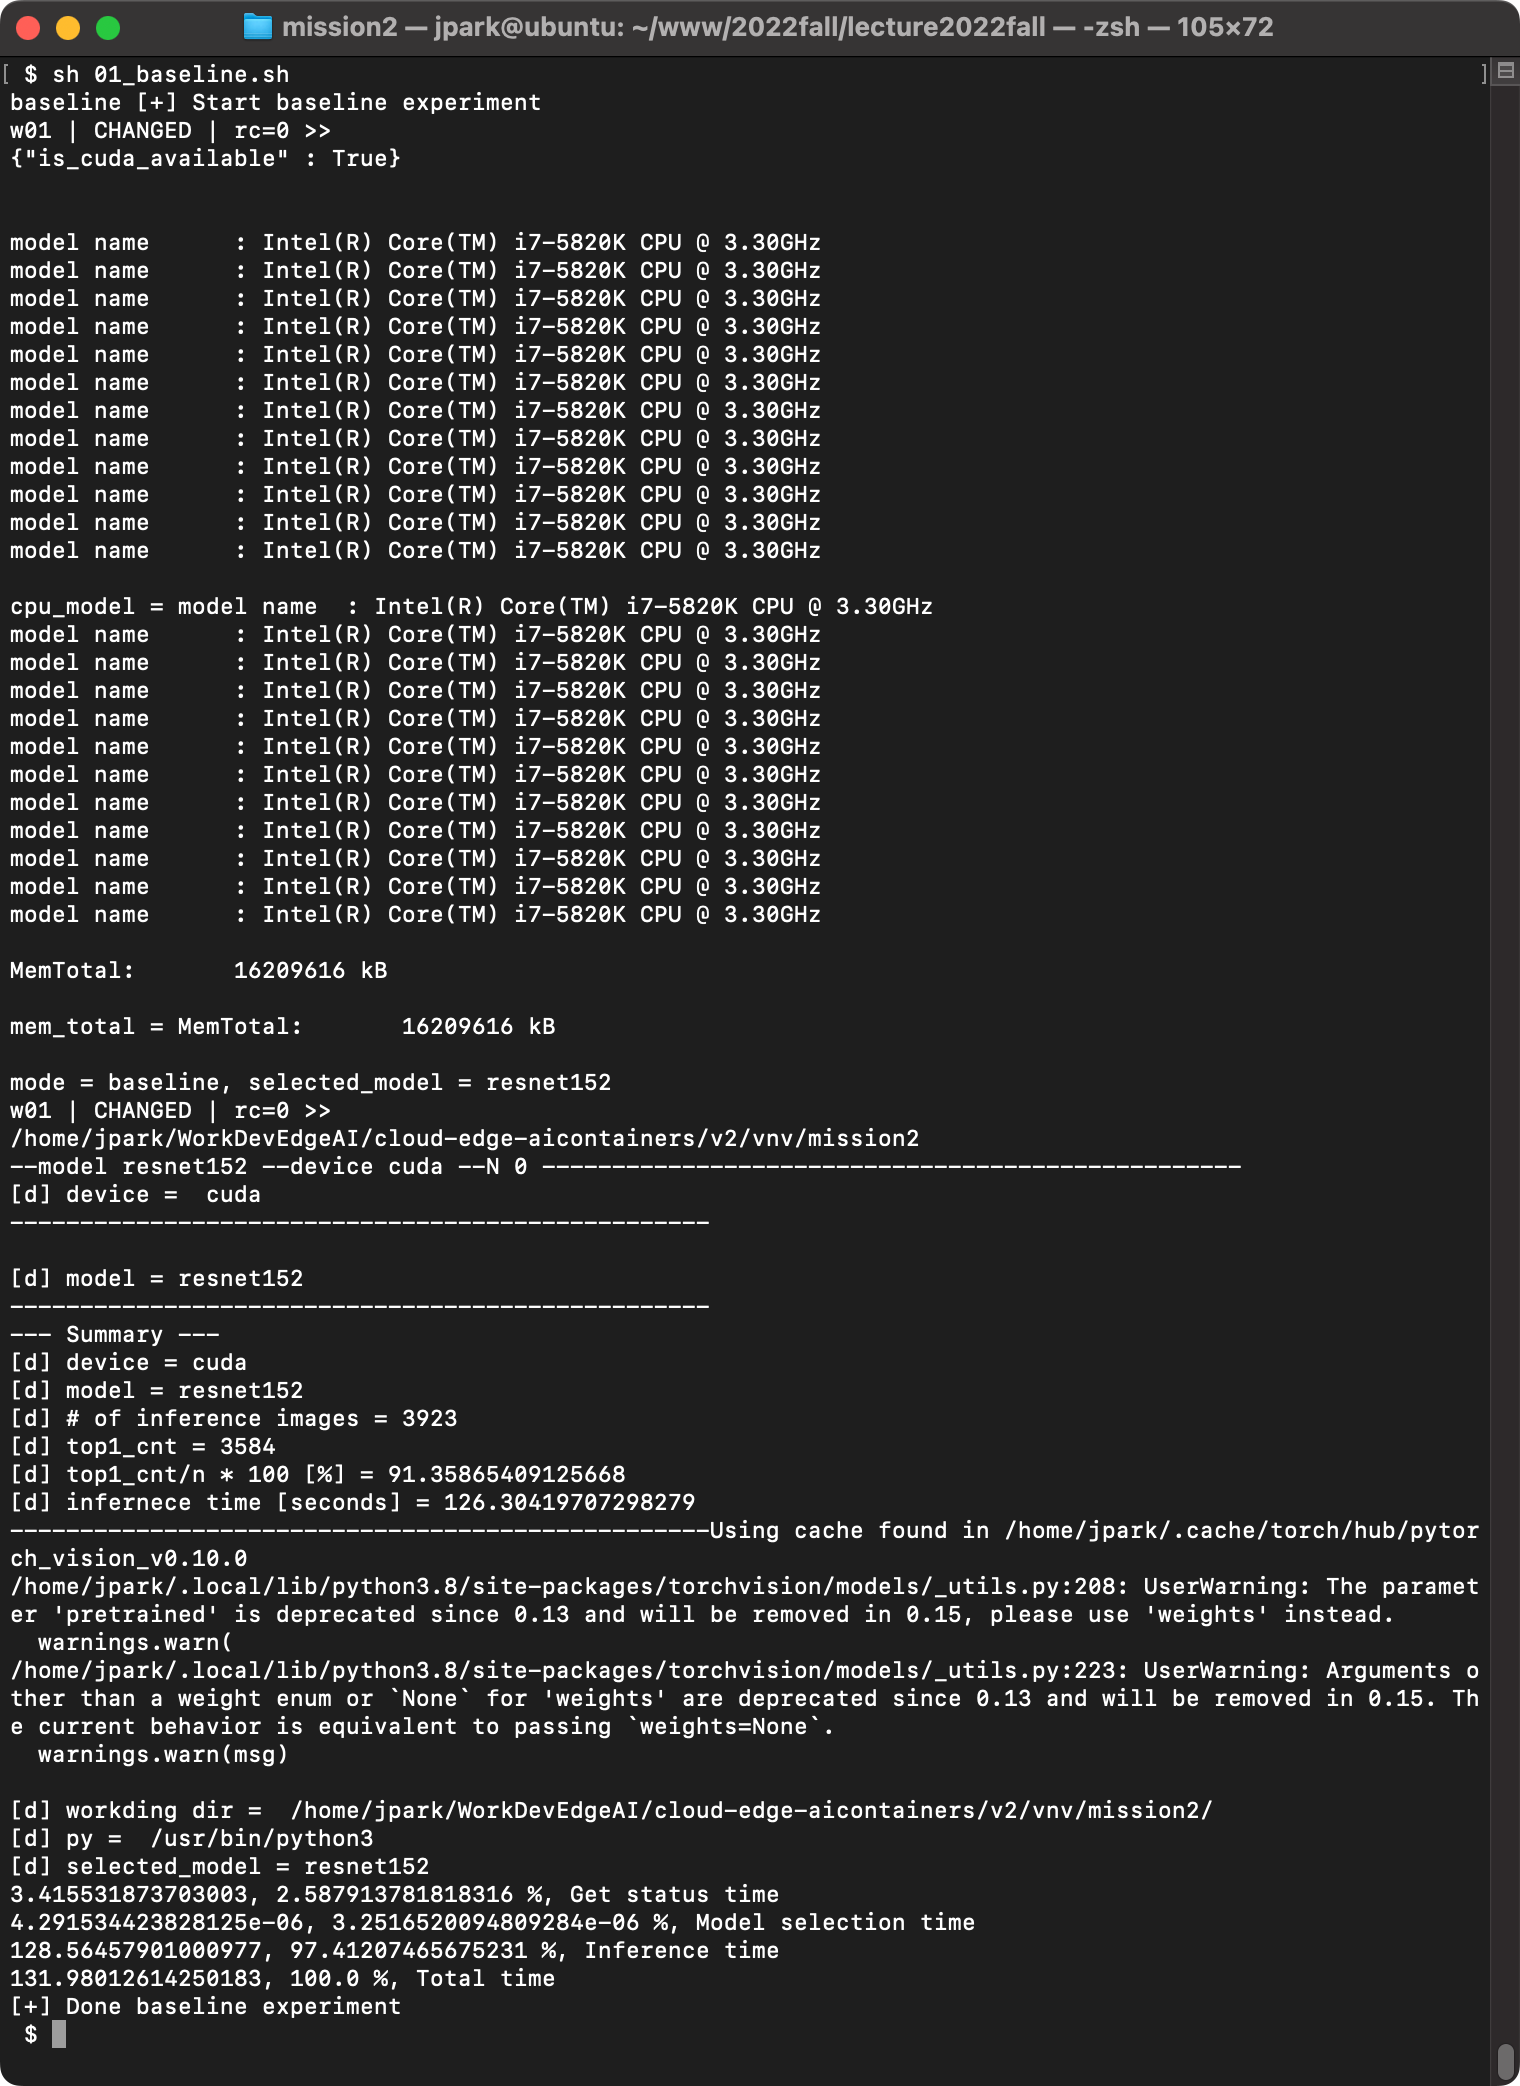 mission2 — jpark@ubuntu: ~/www/2022fall/lecture2022fall — -zsh — 105×72
[ $ sh 01_baseline.sh ]
baseline [+] Start baseline experiment
w01 | CHANGED | rc=0 >>
{"is_cuda_available" : True}
model name      : Intel(R) Core(TM) i7-5820K CPU @ 3.30GHz
model name      : Intel(R) Core(TM) i7-5820K CPU @ 3.30GHz
model name      : Intel(R) Core(TM) i7-5820K CPU @ 3.30GHz
model name      : Intel(R) Core(TM) i7-5820K CPU @ 3.30GHz
model name      : Intel(R) Core(TM) i7-5820K CPU @ 3.30GHz
model name      : Intel(R) Core(TM) i7-5820K CPU @ 3.30GHz
model name      : Intel(R) Core(TM) i7-5820K CPU @ 3.30GHz
model name      : Intel(R) Core(TM) i7-5820K CPU @ 3.30GHz
model name      : Intel(R) Core(TM) i7-5820K CPU @ 3.30GHz
model name      : Intel(R) Core(TM) i7-5820K CPU @ 3.30GHz
model name      : Intel(R) Core(TM) i7-5820K CPU @ 3.30GHz
model name      : Intel(R) Core(TM) i7-5820K CPU @ 3.30GHz
cpu_model = model name  : Intel(R) Core(TM) i7-5820K CPU @ 3.30GHz
model name      : Intel(R) Core(TM) i7-5820K CPU @ 3.30GHz
model name      : Intel(R) Core(TM) i7-5820K CPU @ 3.30GHz
model name      : Intel(R) Core(TM) i7-5820K CPU @ 3.30GHz
model name      : Intel(R) Core(TM) i7-5820K CPU @ 3.30GHz
model name      : Intel(R) Core(TM) i7-5820K CPU @ 3.30GHz
model name      : Intel(R) Core(TM) i7-5820K CPU @ 3.30GHz
model name      : Intel(R) Core(TM) i7-5820K CPU @ 3.30GHz
model name      : Intel(R) Core(TM) i7-5820K CPU @ 3.30GHz
model name      : Intel(R) Core(TM) i7-5820K CPU @ 3.30GHz
model name      : Intel(R) Core(TM) i7-5820K CPU @ 3.30GHz
model name      : Intel(R) Core(TM) i7-5820K CPU @ 3.30GHz
MemTotal:       16209616 kB
mem_total = MemTotal:       16209616 kB
mode = baseline, selected_model = resnet152
w01 | CHANGED | rc=0 >>
/home/jpark/WorkDevEdgeAI/cloud-edge-aicontainers/v2/vnv/mission2
--model resnet152 --device cuda --N 0 --------------------------------------------------
[d] device =  cuda
--------------------------------------------------
[d] model = resnet152
--------------------------------------------------
--- Summary ---
[d] device = cuda
[d] model = resnet152
[d] # of inference images = 3923
[d] top1_cnt = 3584
[d] top1_cnt/n * 100 [%] = 91.35865409125668
[d] infernece time [seconds] = 126.30419707298279
--------------------------------------------------Using cache found in /home/jpark/.cache/torch/hub/pytor
ch_vision_v0.10.0
/home/jpark/.local/lib/python3.8/site-packages/torchvision/models/_utils.py:208: UserWarning: The paramet
er 'pretrained' is deprecated since 0.13 and will be removed in 0.15, please use 'weights' instead.
  warnings.warn(
/home/jpark/.local/lib/python3.8/site-packages/torchvision/models/_utils.py:223: UserWarning: Arguments o
ther than a weight enum or `None` for 'weights' are deprecated since 0.13 and will be removed in 0.15. Th
e current behavior is equivalent to passing `weights=None`.
  warnings.warn(msg)
[d] workding dir =  /home/jpark/WorkDevEdgeAI/cloud-edge-aicontainers/v2/vnv/mission2/
[d] py =  /usr/bin/python3
[d] selected_model = resnet152
3.415531873703003, 2.587913781818316 %, Get status time
4.291534423828125e-06, 3.2516520094809284e-06 %, Model selection time
128.56457901000977, 97.41207465675231 %, Inference time
131.98012614250183, 100.0 %, Total time
[+] Done baseline experiment
 $